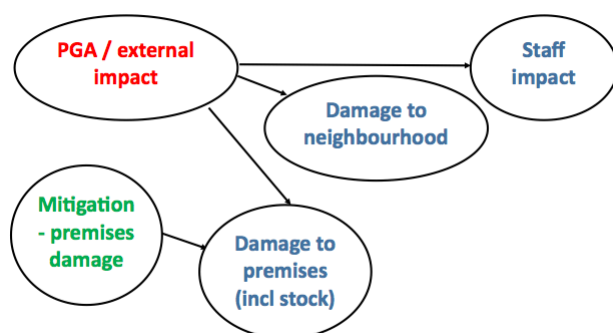 PGA / external
impact
Staff
impact
Damage to
neighbourhood
Mitigation
- premises
damage
Damage to
premises
(incl stock)